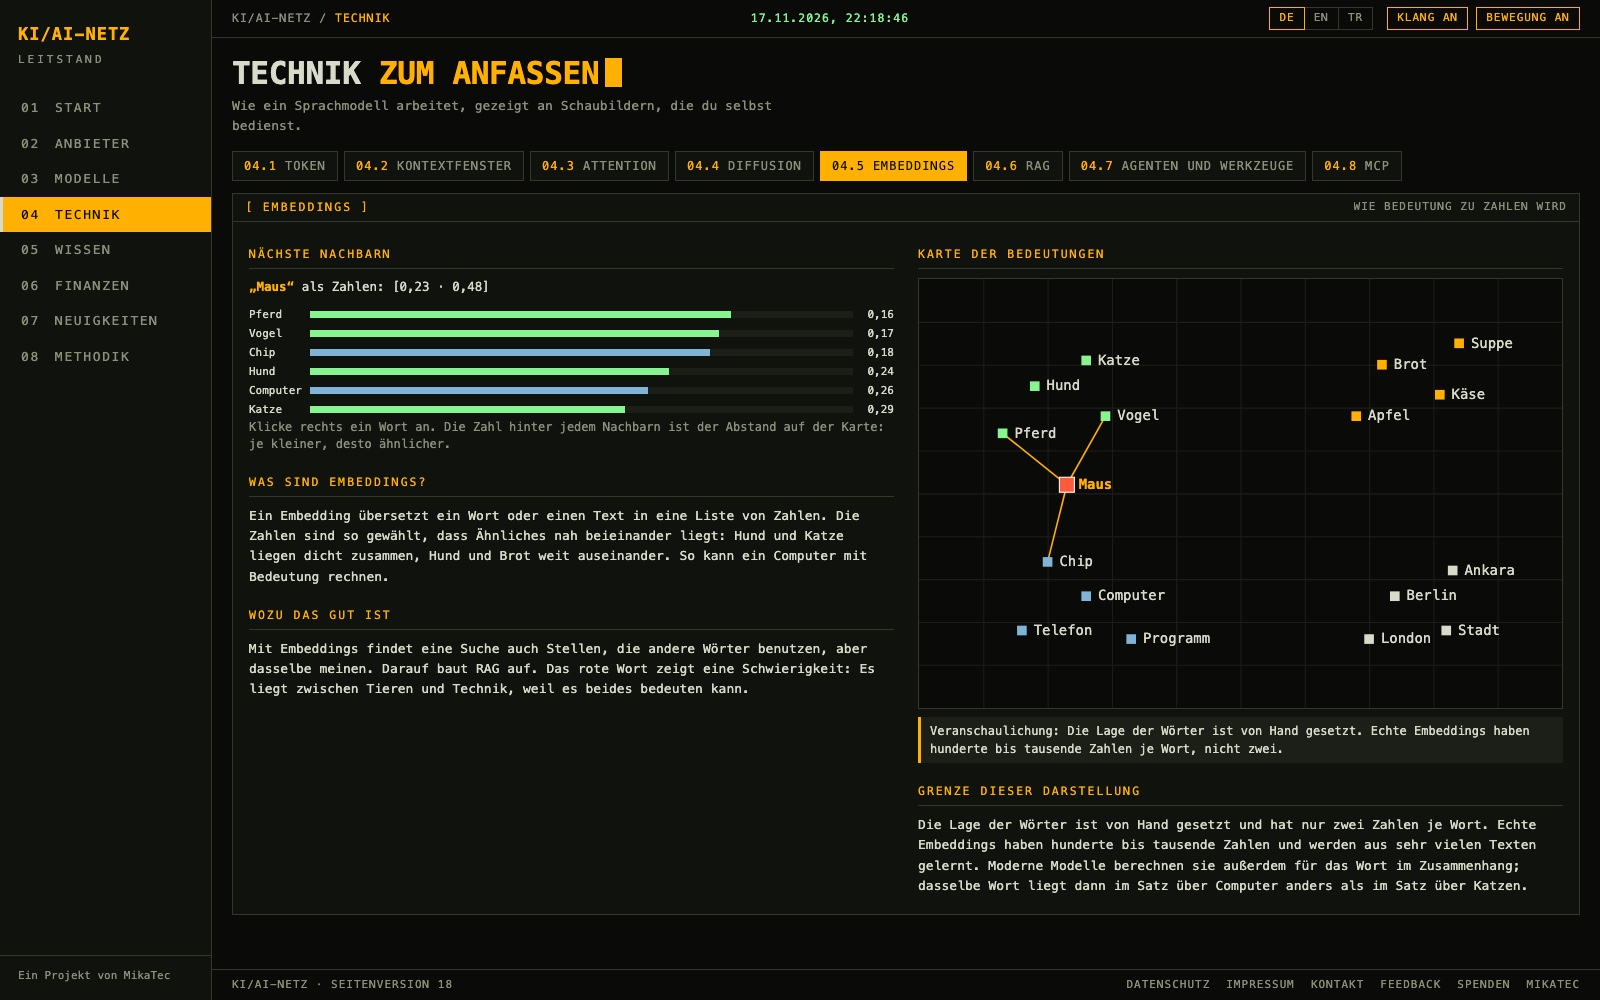 KI/AI-NETZ
LEITSTAND
01 START
02 ANBIETER
03 MODELLE
04 TECHNIK
05 WISSEN
06 FINANZEN
07 NEUIGKEITEN
08 METHODIK
Ein Projekt von MikaTec
KI/AI-NETZ / TECHNIK
17.11.2026, 22:18:46
DE EN TR KLANG AN BEWEGUNG AN
TECHNIK ZUM ANFASSEN
Wie ein Sprachmodell arbeitet, gezeigt an Schaubildern, die du selbst
bedienst.
04.1 TOKEN 04.2 KONTEXTFENSTER 04.3 ATTENTION 04.4 DIFFUSION 04.5 EMBEDDINGS 04.6 RAG 04.7 AGENTEN UND WERKZEUGE 04.8 MCP
[ EMBEDDINGS ] WIE BEDEUTUNG ZU ZAHLEN WIRD
NÄCHSTE NACHBARN
„Maus“ als Zahlen: [0,23 · 0,48]
Pferd 0,16
Vogel 0,17
Chip 0,18
Hund 0,24
Computer 0,26
Katze 0,29
Klicke rechts ein Wort an. Die Zahl hinter jedem Nachbarn ist der Abstand auf der Karte:
je kleiner, desto ähnlicher.
WAS SIND EMBEDDINGS?
Ein Embedding übersetzt ein Wort oder einen Text in eine Liste von Zahlen. Die
Zahlen sind so gewählt, dass Ähnliches nah beieinander liegt: Hund und Katze
liegen dicht zusammen, Hund und Brot weit auseinander. So kann ein Computer mit
Bedeutung rechnen.
WOZU DAS GUT IST
Mit Embeddings findet eine Suche auch Stellen, die andere Wörter benutzen, aber
dasselbe meinen. Darauf baut RAG auf. Das rote Wort zeigt eine Schwierigkeit: Es
liegt zwischen Tieren und Technik, weil es beides bedeuten kann.
KARTE DER BEDEUTUNGEN
Suppe
Katze
Brot
Hund
Käse
Vogel
Apfel
Pferd
Maus
Chip
Ankara
Computer
Berlin
Telefon
Programm
London
Stadt
Veranschaulichung: Die Lage der Wörter ist von Hand gesetzt. Echte Embeddings haben
hunderte bis tausende Zahlen je Wort, nicht zwei.
GRENZE DIESER DARSTELLUNG
Die Lage der Wörter ist von Hand gesetzt und hat nur zwei Zahlen je Wort. Echte
Embeddings haben hunderte bis tausende Zahlen und werden aus sehr vielen Texten
gelernt. Moderne Modelle berechnen sie außerdem für das Wort im Zusammenhang;
dasselbe Wort liegt dann im Satz über Computer anders als im Satz über Katzen.
KI/AI-NETZ · SEITENVERSION 18
DATENSCHUTZ IMPRESSUM KONTAKT FEEDBACK SPENDEN MIKATEC